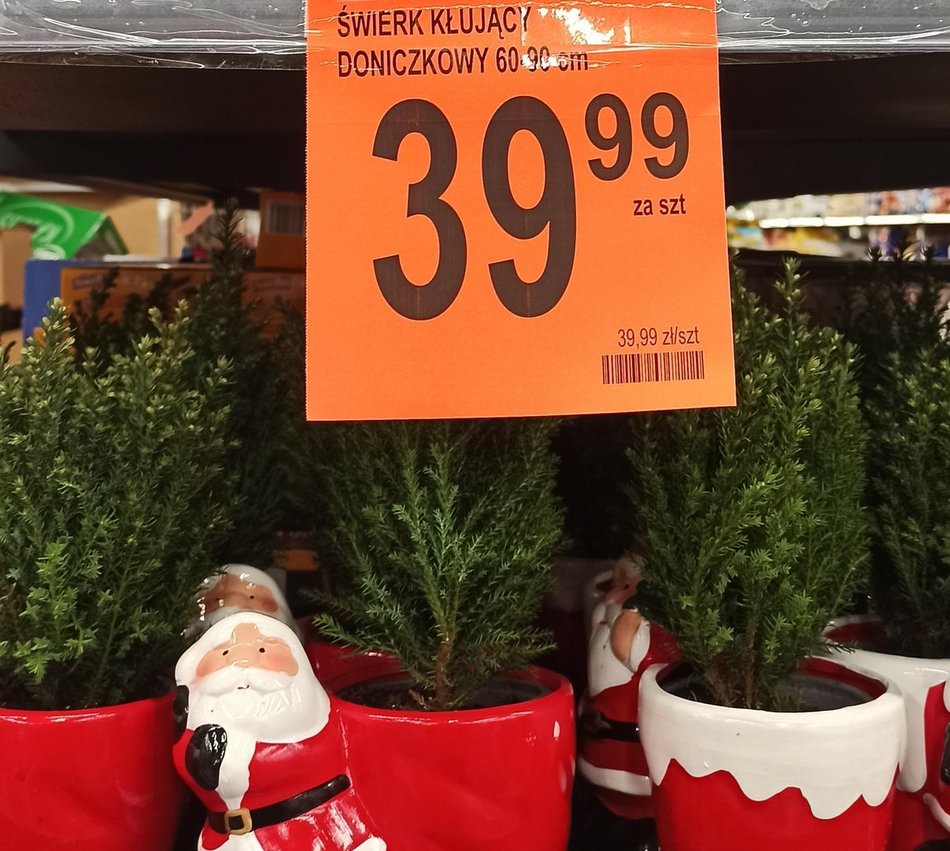 ŚWIERK KŁUJĄCY
DONICZKOWY 60-90 cm
39 99
za szt
39,99 zł/szt